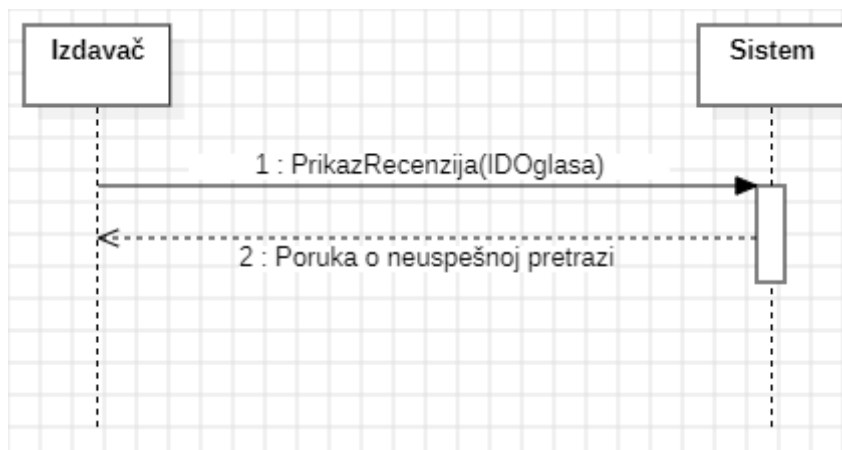 Izdavač
Sistem
1 : PrikazRecenzija(IDOglasa)
2 : Poruka o neuspešnoj pretrazi